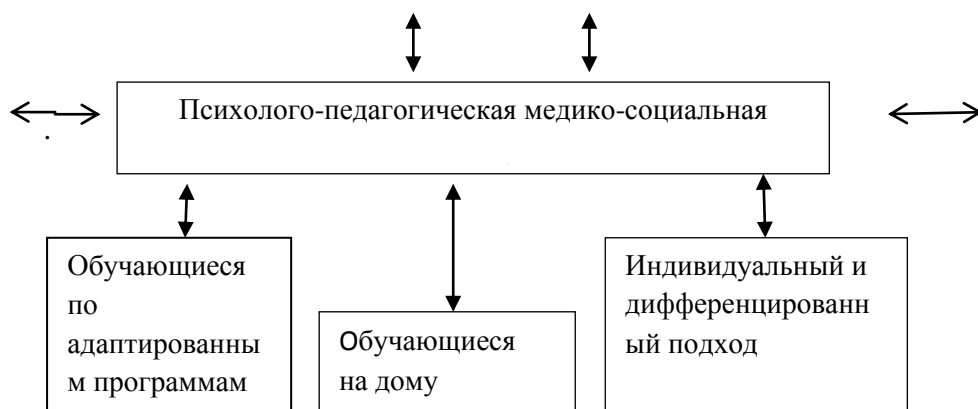 Психолого-педагогическая медико-социальная
.
Обучающиеся
по
адаптированны
м программам
Обучающиеся
на дому
Индивидуальный и
дифференцированн
ый подход